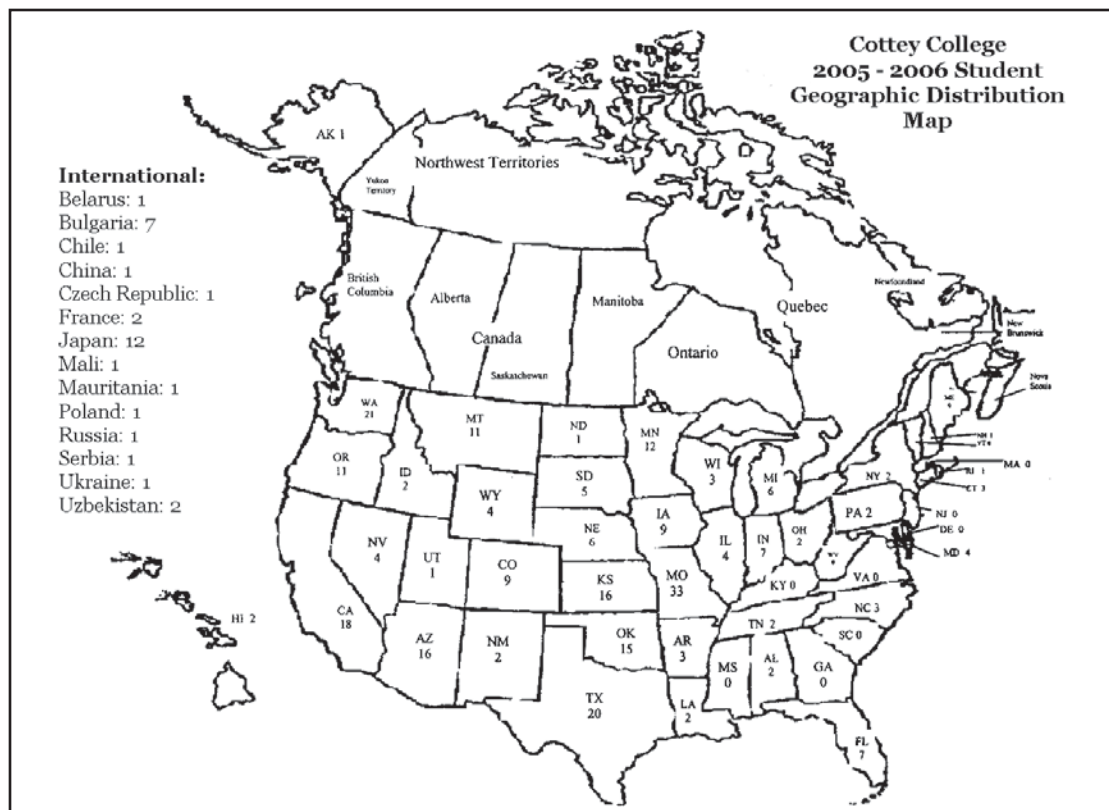 Cottey College
2005 - 2006 Student
Geographic Distribution
Map
International:
Belarus: 1
Bulgaria: 7
Chile: 1
China: 1
Czech Republic: 1
France: 2
Japan: 12
Mali: 1
Mauritania: 1
Poland: 1
Russia: 1
Serbia: 1
Ukraine: 1
Uzbekistan: 2
AK 1
Northwest Territories
Yukon
Territory
British
Columbia
Alberta
Canada
Saskatchewan
Manitoba
Ontario
Quebec
Newfoundland
New
Brunswick
Nova
Scotia
WA
21
MT
11
ND
1
MN
12
OR
11
ID
2
WY
4
SD
5
WI
3
MI
6
ME
NH 1
MA 0
RI 1
CT 3
NY 2
PA 2
NJ 0
DE 0
MD 4
NE
6
IA
9
IL
4
IN
7
OH
2
WV
VA 0
KY 0
NV
4
UT
1
CO
9
KS
16
MO
33
CA
18
AZ
16
NM
2
OK
15
AR
3
TN 2
NC 3
SC 0
MS
0
AL
2
GA
0
TX
20
LA
2
FL
7
HI 2